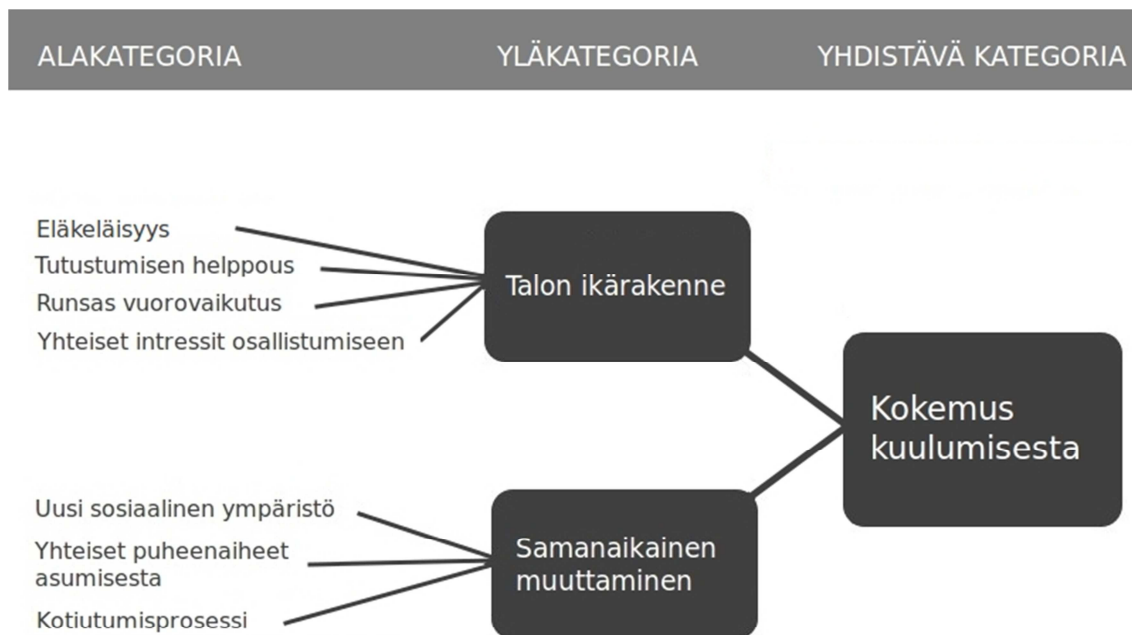 ALAKATEGORIA YLÄKATEGORIA YHDISTÄVÄ KATEGORIA
Eläkeläisyys
Tutustumisen helppous
Runsas vuorovaikutus
Yhteiset intressit osallistumiseen
Talon ikärakenne
Uusi sosiaalinen ympäristö
Yhteiset puheenaiheet
asumisesta
Kotiutumisprosessi
Samanaikainen
muuttaminen
Kokemus
kuulumisesta